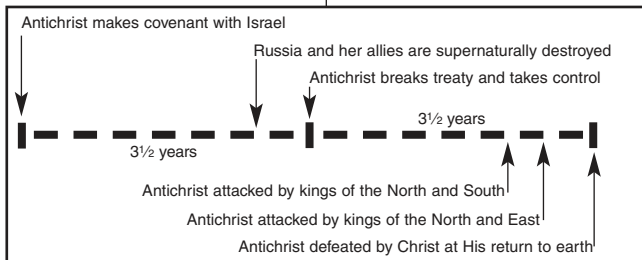 Antichrist makes covenant with Israel
Russia and her allies are supernaturally destroyed
Antichrist breaks treaty and takes control
3½ years
3½ years
Antichrist attacked by kings of the North and South
Antichrist attacked by kings of the North and East
Antichrist defeated by Christ at His return to earth